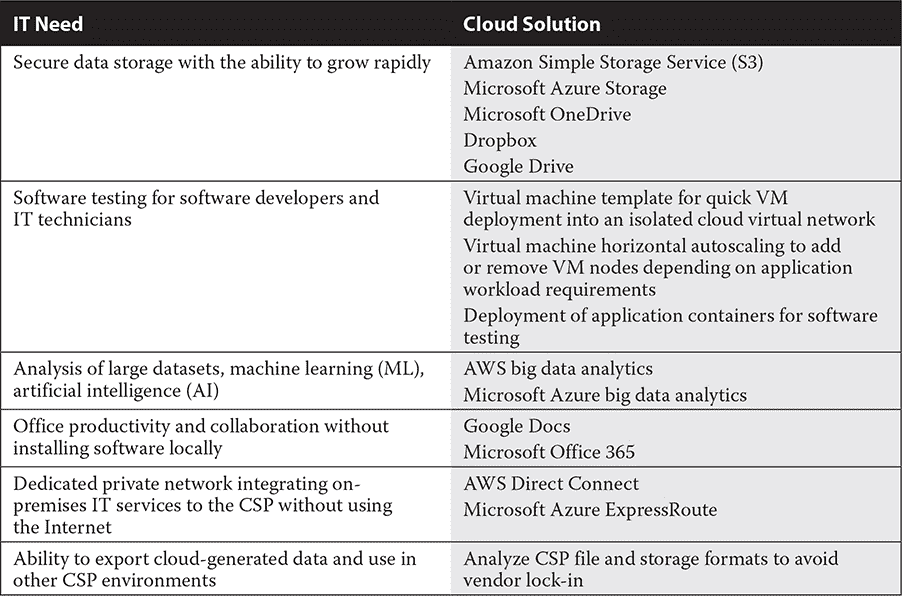 IT Need
Cloud Solution
Secure data storage with the ability to grow rapidly
Amazon Simple Storage Service (S3)
Microsoft Azure Storage
Microsoft OneDrive
Dropbox
Google Drive
Software testing for software developers and
IT technicians
Virtual machine template for quick VM
deployment into an isolated cloud virtual network
Virtual machine horizontal autoscaling to add
or remove VM nodes depending on application
workload requirements
Deployment of application containers for software
testing
Analysis of large datasets, machine learning (ML),
artificial intelligence (AI)
AWS big data analytics
Microsoft Azure big data analytics
Office productivity and collaboration without
installing software locally
Google Docs
Microsoft Office 365
Dedicated private network integrating on-
premises IT services to the CSP without using
the Internet
AWS Direct Connect
Microsoft Azure ExpressRoute
Ability to export cloud-generated data and use in
other CSP environments
Analyze CSP file and storage formats to avoid
vendor lock-in